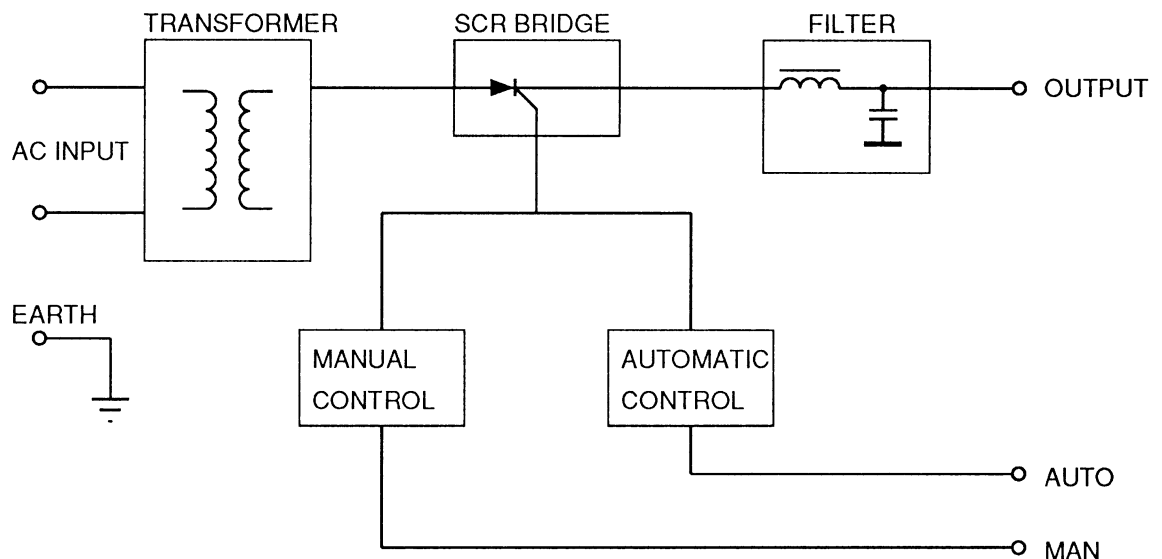 TRANSFORMER
SCR BRIDGE
FILTER
OUTPUT
AC INPUT
EARTH
MANUAL
CONTROL
AUTOMATIC
CONTROL
AUTO
MAN